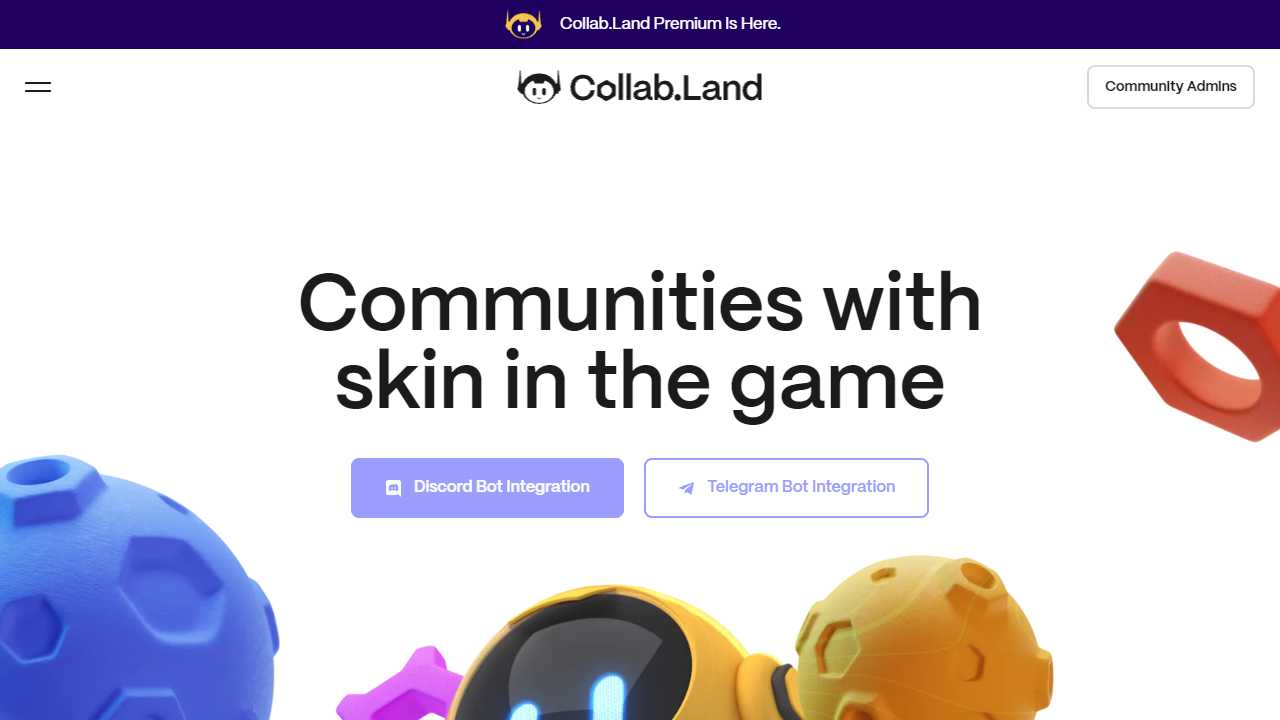 Collab.Land Premium Is Here.
Collab.Land
Community Admins
Communities with
skin in the game
Discord Bot Integration
Telegram Bot Integration